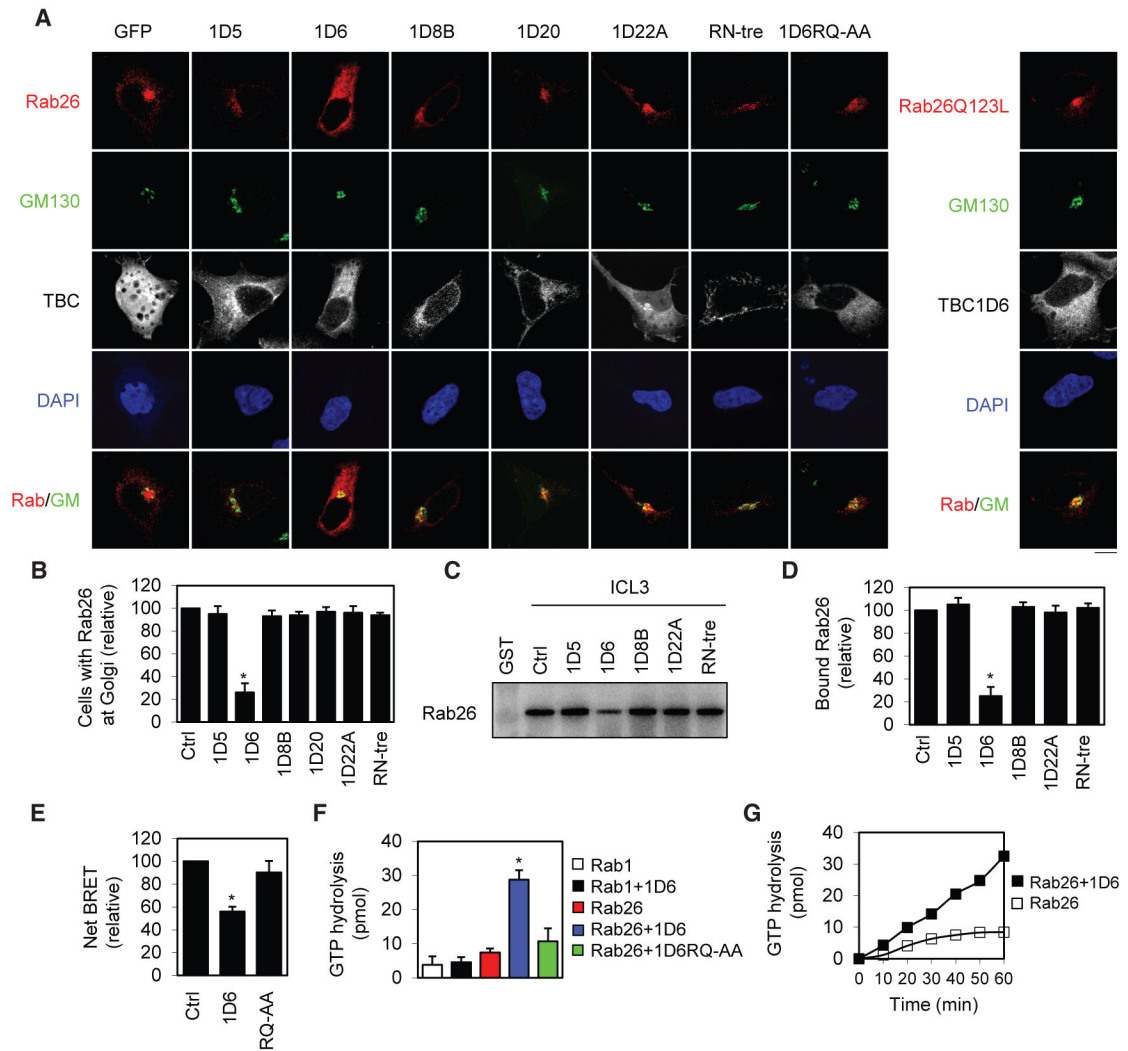 A
GFP 1D5 1D6 1D8B 1D20 1D22A RN-tre 1D6RQ-AA
Rab26 Rab26Q123L
GM130 GM130
TBC TBC1D6
DAPI DAPI
Rab/GM Rab/GM
B
Cells with Rab26
at Golgi (relative)
120
100
80
60
40
20
0
*
Ctrl
1D5
1D6
1D8B
1D20
1D22A
RN-tre
C
ICL3
GST
Ctrl
1D5
1D6
1D8B
1D22A
RN-tre
Rab26
D
Bound Rab26
(relative)
120
100
80
60
40
20
0
*
Ctrl
1D5
1D6
1D8B
1D22A
RN-tre
E
Net BRET
(relative)
120
100
80
60
40
20
0
*
Ctrl
1D6
RQ-AA
F
GTP hydrolysis
(pmol)
40
30
20
10
0
*
Rab1
Rab1+1D6
Rab26
Rab26+1D6
Rab26+1D6RQ-AA
G
GTP hydrolysis
(pmol)
40
30
20
10
0
0 10 20 30 40 50 60
Time (min)
Rab26+1D6
Rab26